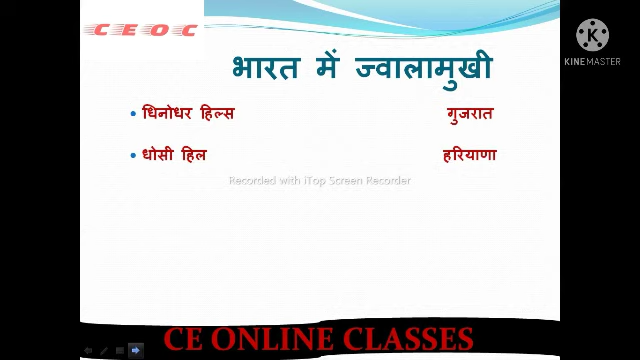 CEOC
K
KINEMASTER
भारत में ज्वालामुखी
• धिनोधर हिल्स गुजरात
• धोसी हिल हरियाणा
Recorded with iTop Screen Recorder
CE ONLINE CLASSES